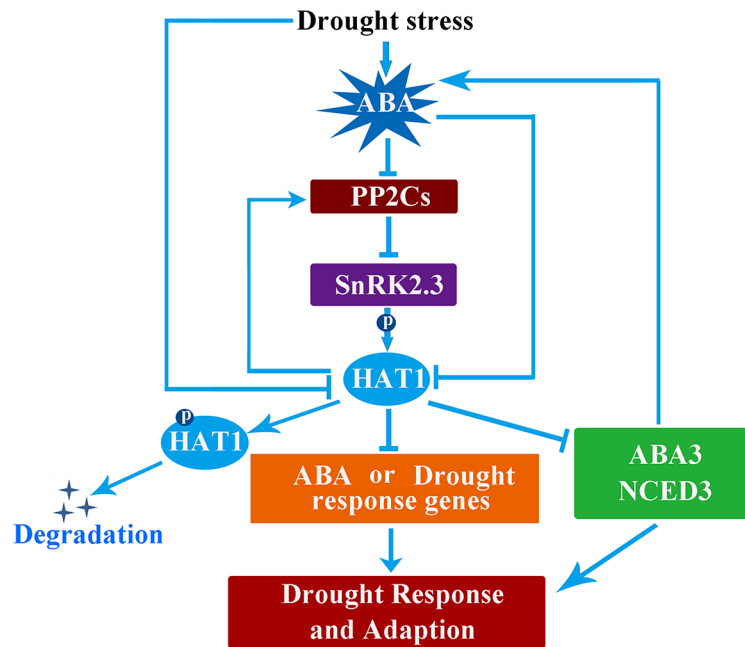 Drought stress
ABA
PP2Cs
SnRK2.3
p
HAT1
p
HAT1
Degradation
ABA or Drought
response genes
ABA3
NCED3
Drought Response
and Adaption